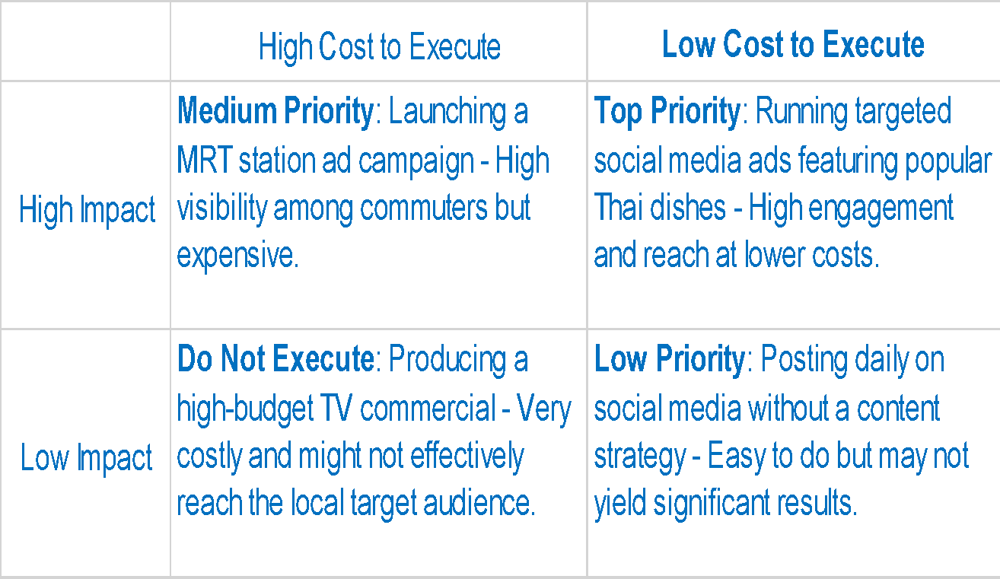 High Cost to Execute
Low Cost to Execute
High Impact
Medium Priority: Launching a
MRT station ad campaign - High
visibility among commuters but
expensive.
Top Priority: Running targeted
social media ads featuring popular
Thai dishes - High engagement
and reach at lower costs.
Low Impact
Do Not Execute: Producing a
high-budget TV commercial - Very
costly and might not effectively
reach the local target audience.
Low Priority: Posting daily on
social media without a content
strategy - Easy to do but may not
yield significant results.